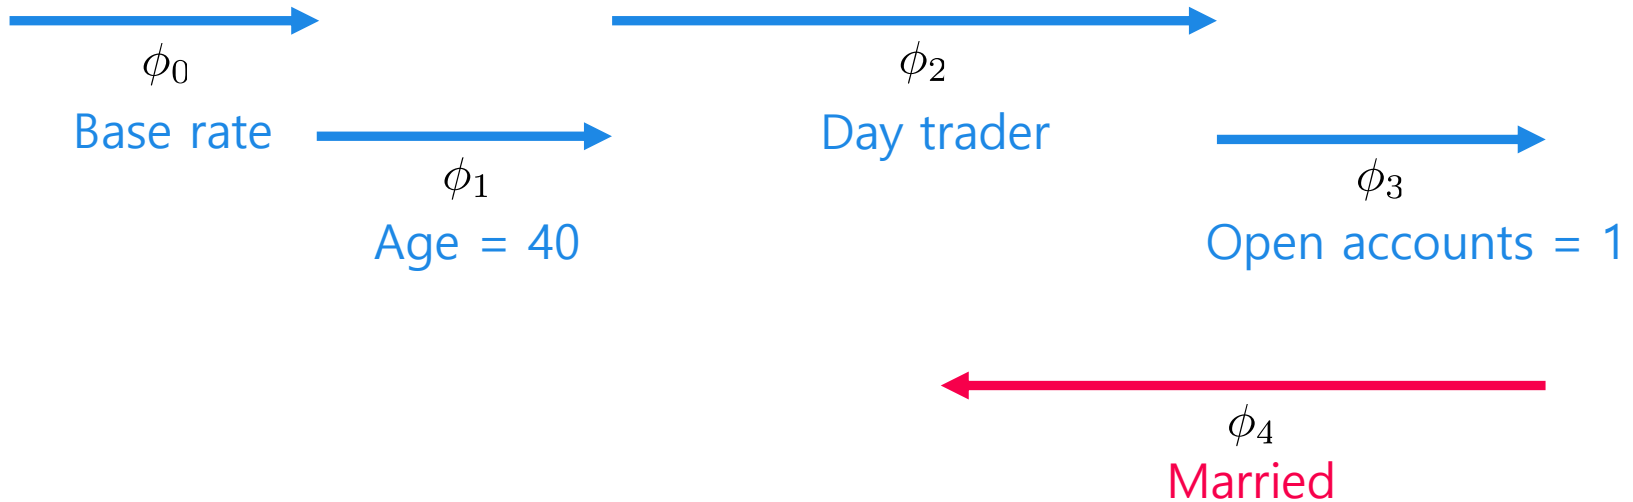 ϕ₀
Base rate
ϕ₁
Age = 40
ϕ₂
Day trader
ϕ₃
Open accounts = 1
ϕ₄
Married